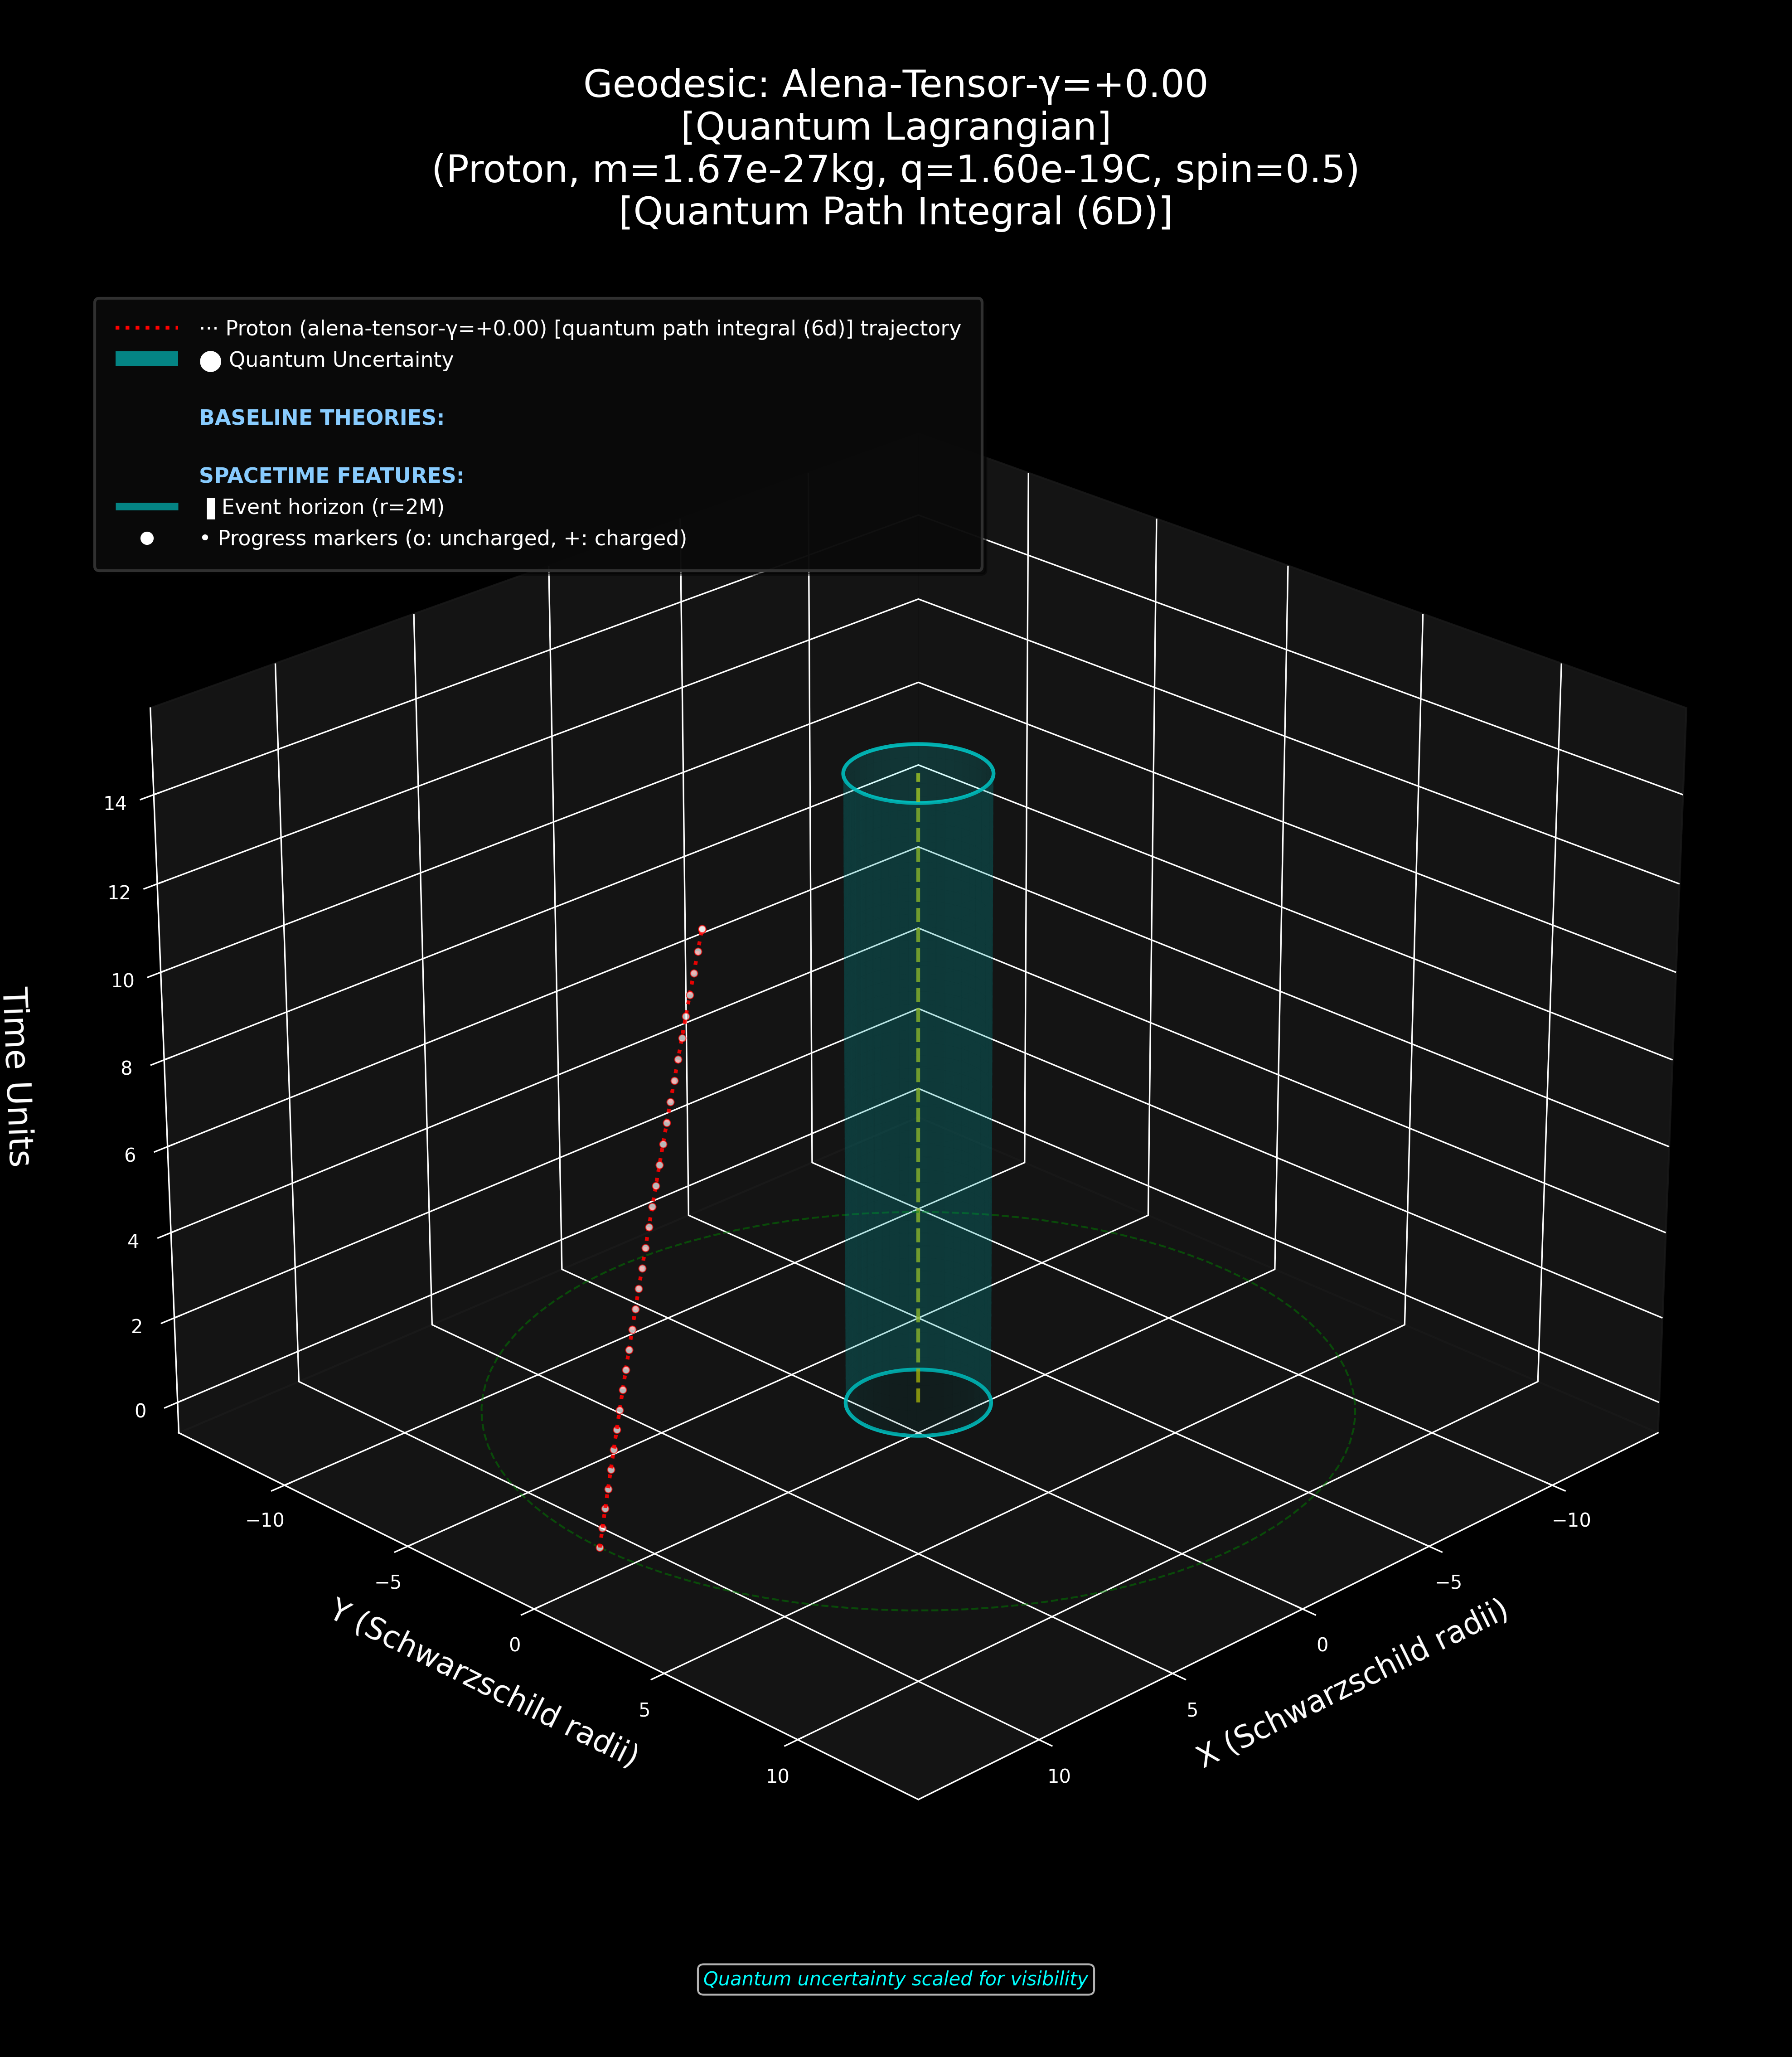 Geodesic: Alena-Tensor-γ=+0.00
[Quantum Lagrangian]
(Proton, m=1.67e-27kg, q=1.60e-19C, spin=0.5)
[Quantum Path Integral (6D)]
··· Proton (alena-tensor-γ=+0.00) [quantum path integral (6d)] trajectory
● Quantum Uncertainty
BASELINE THEORIES:
SPACETIME FEATURES:
▐ Event horizon (r=2M)
• Progress markers (o: uncharged, +: charged)
14
12
10
8
6
4
2
0
Time Units
−10
−5
0
5
10
Y (Schwarzschild radii)
−10
−5
0
5
10
X (Schwarzschild radii)
Quantum uncertainty scaled for visibility